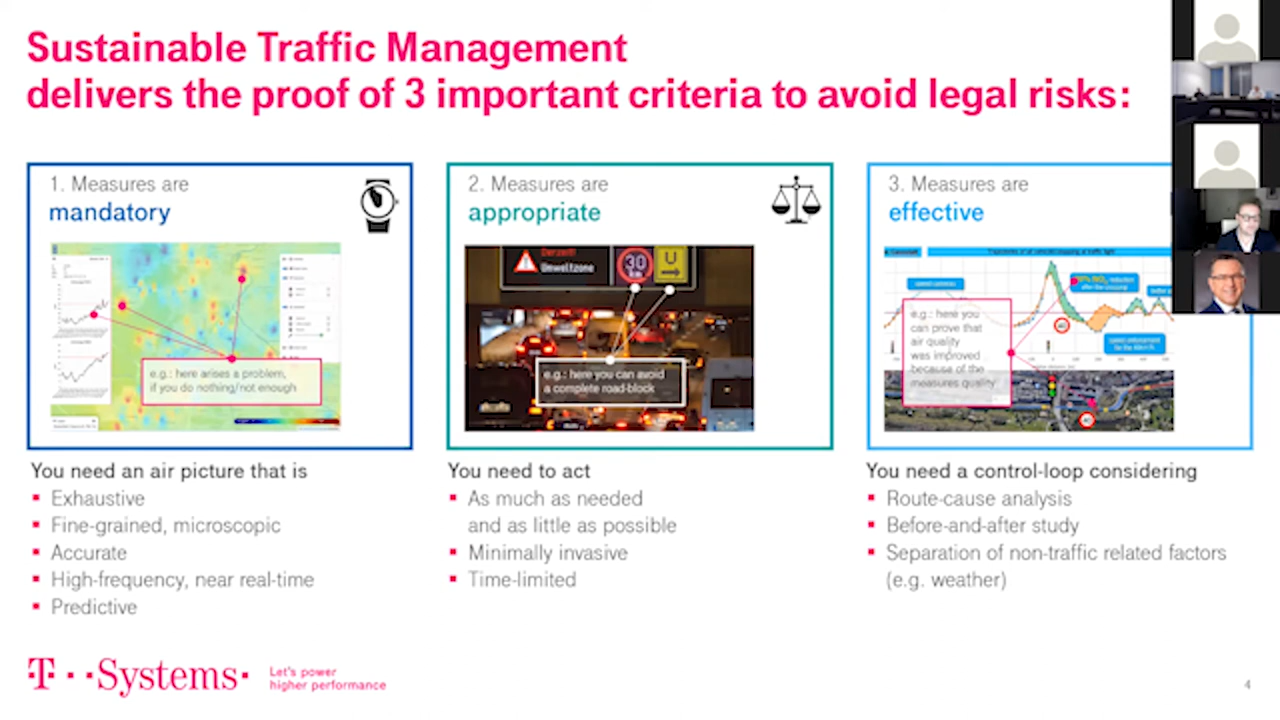 Sustainable Traffic Management
delivers the proof of 3 important criteria to avoid legal risks:
1. Measures are
mandatory
e.g.: here arises a problem,
if you do nothing/not enough
You need an air picture that is
Exhaustive
Fine-grained, microscopic
Accurate
High-frequency, near real-time
Predictive
2. Measures are
appropriate
Derzeit
Umweltzone
30
U
e.g.: here you can avoid
a complete road-block
You need to act
As much as needed
and as little as possible
Minimally invasive
Time-limited
3. Measures are
effective
e.g.: here you
can prove that
air quality
was improved
because of the
measures quality
40
40
You need a control-loop considering
Route-cause analysis
Before-and-after study
Separation of non-traffic related factors
(e.g. weather)
T··Systems·
Let's power
higher performance
4